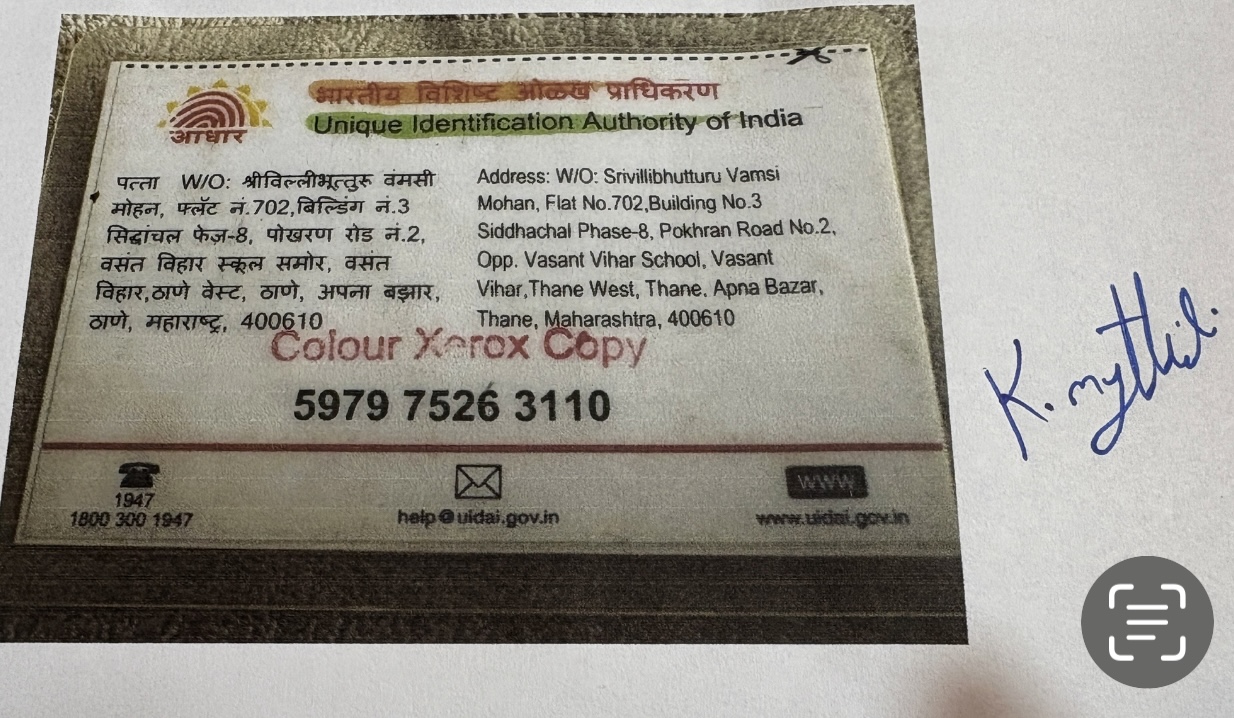 आधार
भारतीय विशिष्ट ओळख प्राधिकरण
Unique Identification Authority of India
पत्ता W/O: श्रीविल्लीभूत्तुरू वंमसी
मोहन, फ्लॅट नं.702,बिल्डिंग नं.3
सिद्धांचल फेज़-8, पोखरण रोड नं.2,
वसंत विहार स्कूल समोर, वसंत
विहार,ठाणे वेस्ट, ठाणे, अपना बझार,
ठाणे, महाराष्ट्र, 400610
Address: W/O: Srivillibhutturu Vamsi
Mohan, Flat No.702,Building No.3
Siddhachal Phase-8, Pokhran Road No.2,
Opp. Vasant Vihar School, Vasant
Vihar,Thane West, Thane, Apna Bazar,
Thane, Maharashtra, 400610
Colour Xerox Copy
5979 7526 3110
1947
1800 300 1947
help@uidai.gov.in
WWW
www.uidai.gov.in
K. mythili